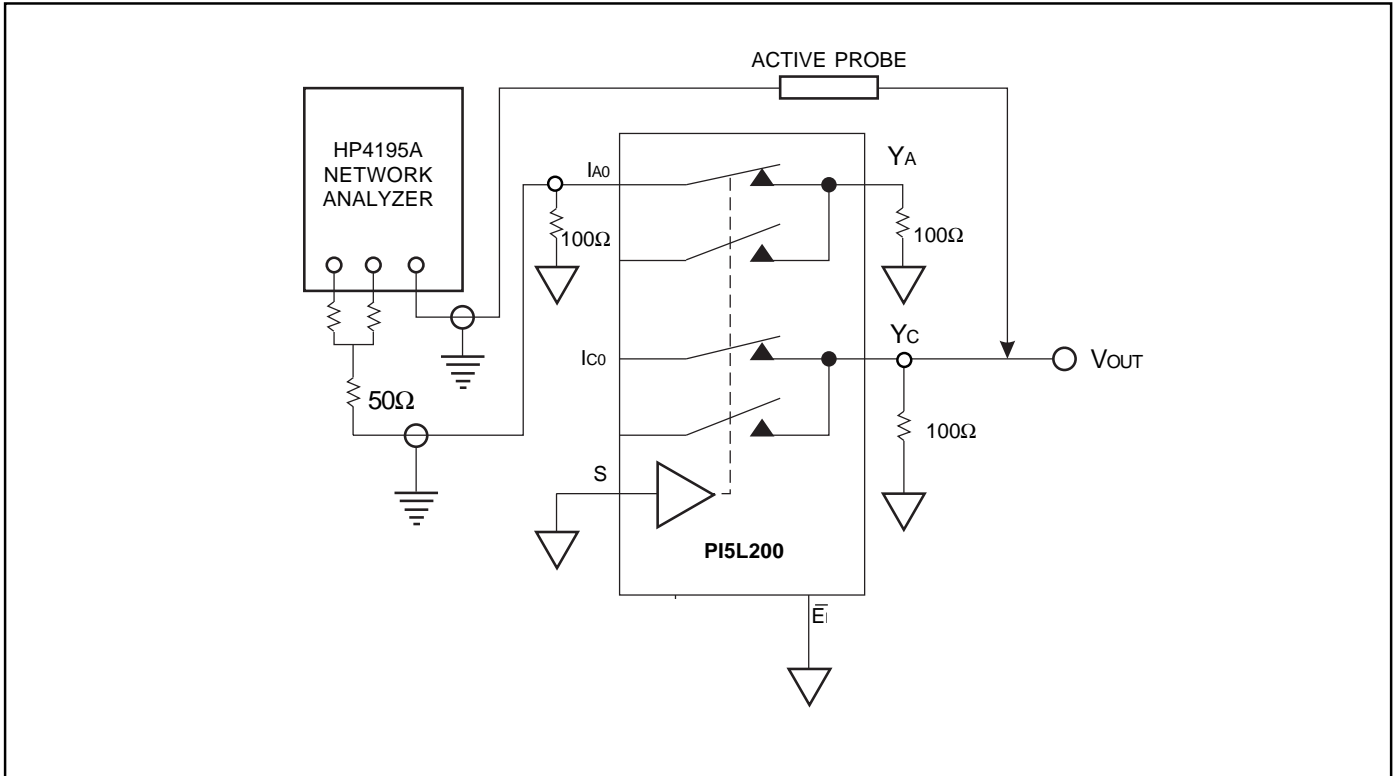 ACTIVE PROBE
HP4195A
NETWORK
ANALYZER
IA0
YA
100Ω
100Ω
IC0
YC
VOUT
50Ω
100Ω
S
PI5L200